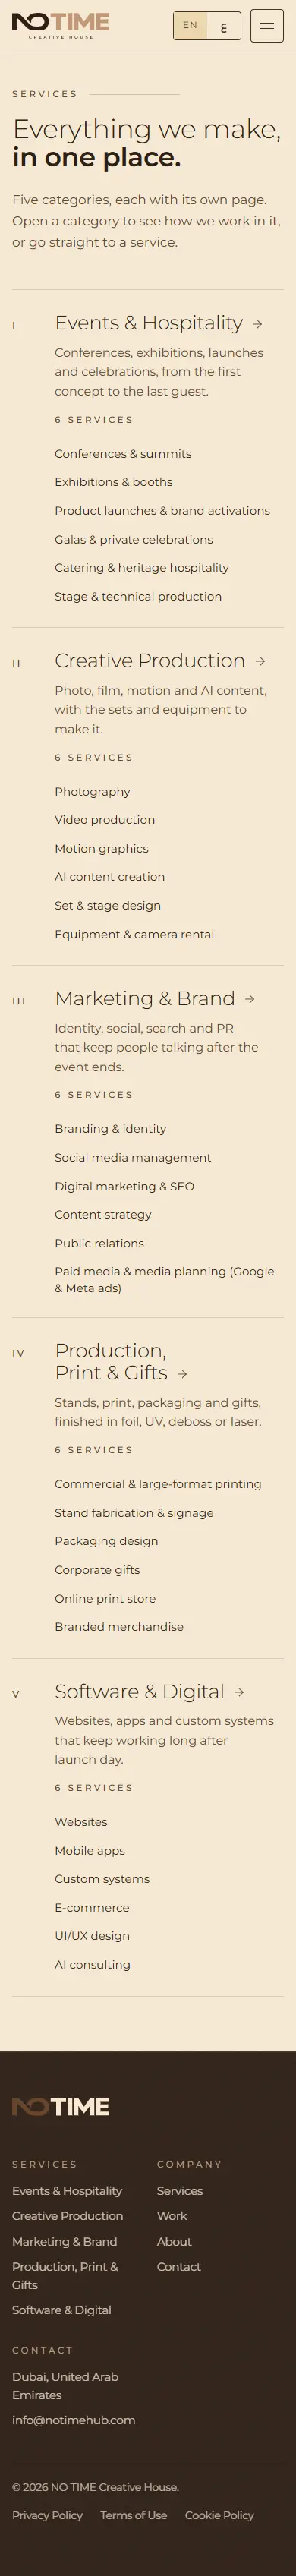 NOTIME
CREATIVE HOUSE
EN
ع
SERVICES
Everything we make,
in one place.
Five categories, each with its own page.
Open a category to see how we work in it,
or go straight to a service.
I
Events & Hospitality →
Conferences, exhibitions, launches
and celebrations, from the first
concept to the last guest.
6 SERVICES
Conferences & summits
Exhibitions & booths
Product launches & brand activations
Galas & private celebrations
Catering & heritage hospitality
Stage & technical production
II
Creative Production →
Photo, film, motion and AI content,
with the sets and equipment to
make it.
6 SERVICES
Photography
Video production
Motion graphics
AI content creation
Set & stage design
Equipment & camera rental
III
Marketing & Brand →
Identity, social, search and PR
that keep people talking after the
event ends.
6 SERVICES
Branding & identity
Social media management
Digital marketing & SEO
Content strategy
Public relations
Paid media & media planning (Google
& Meta ads)
IV
Production,
Print & Gifts →
Stands, print, packaging and gifts,
finished in foil, UV, deboss or laser.
6 SERVICES
Commercial & large-format printing
Stand fabrication & signage
Packaging design
Corporate gifts
Online print store
Branded merchandise
V
Software & Digital →
Websites, apps and custom systems
that keep working long after
launch day.
6 SERVICES
Websites
Mobile apps
Custom systems
E-commerce
UI/UX design
AI consulting
NOTIME
SERVICES
Events & Hospitality
Creative Production
Marketing & Brand
Production, Print &
Gifts
Software & Digital
COMPANY
Services
Work
About
Contact
CONTACT
Dubai, United Arab
Emirates
info@notimehub.com
© 2026 NO TIME Creative House.
Privacy Policy Terms of Use Cookie Policy